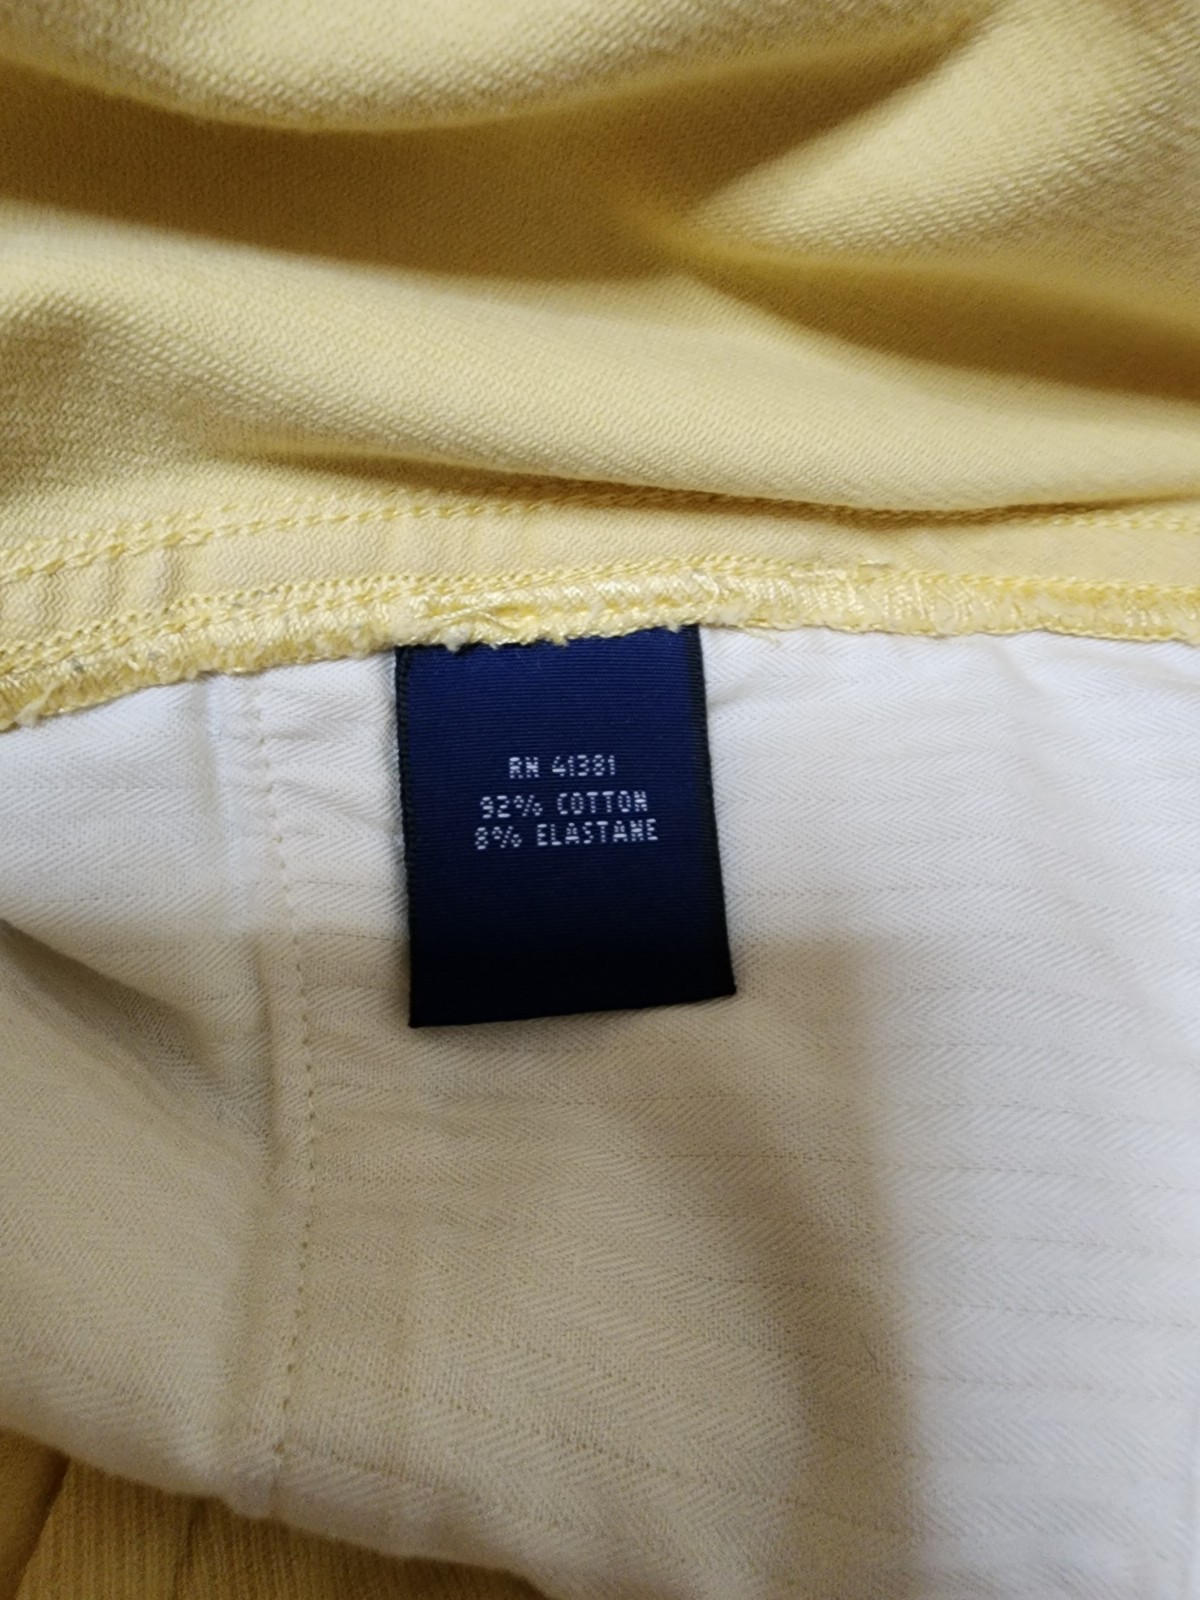 RN 41381
92% COTTON
8% ELASTANE